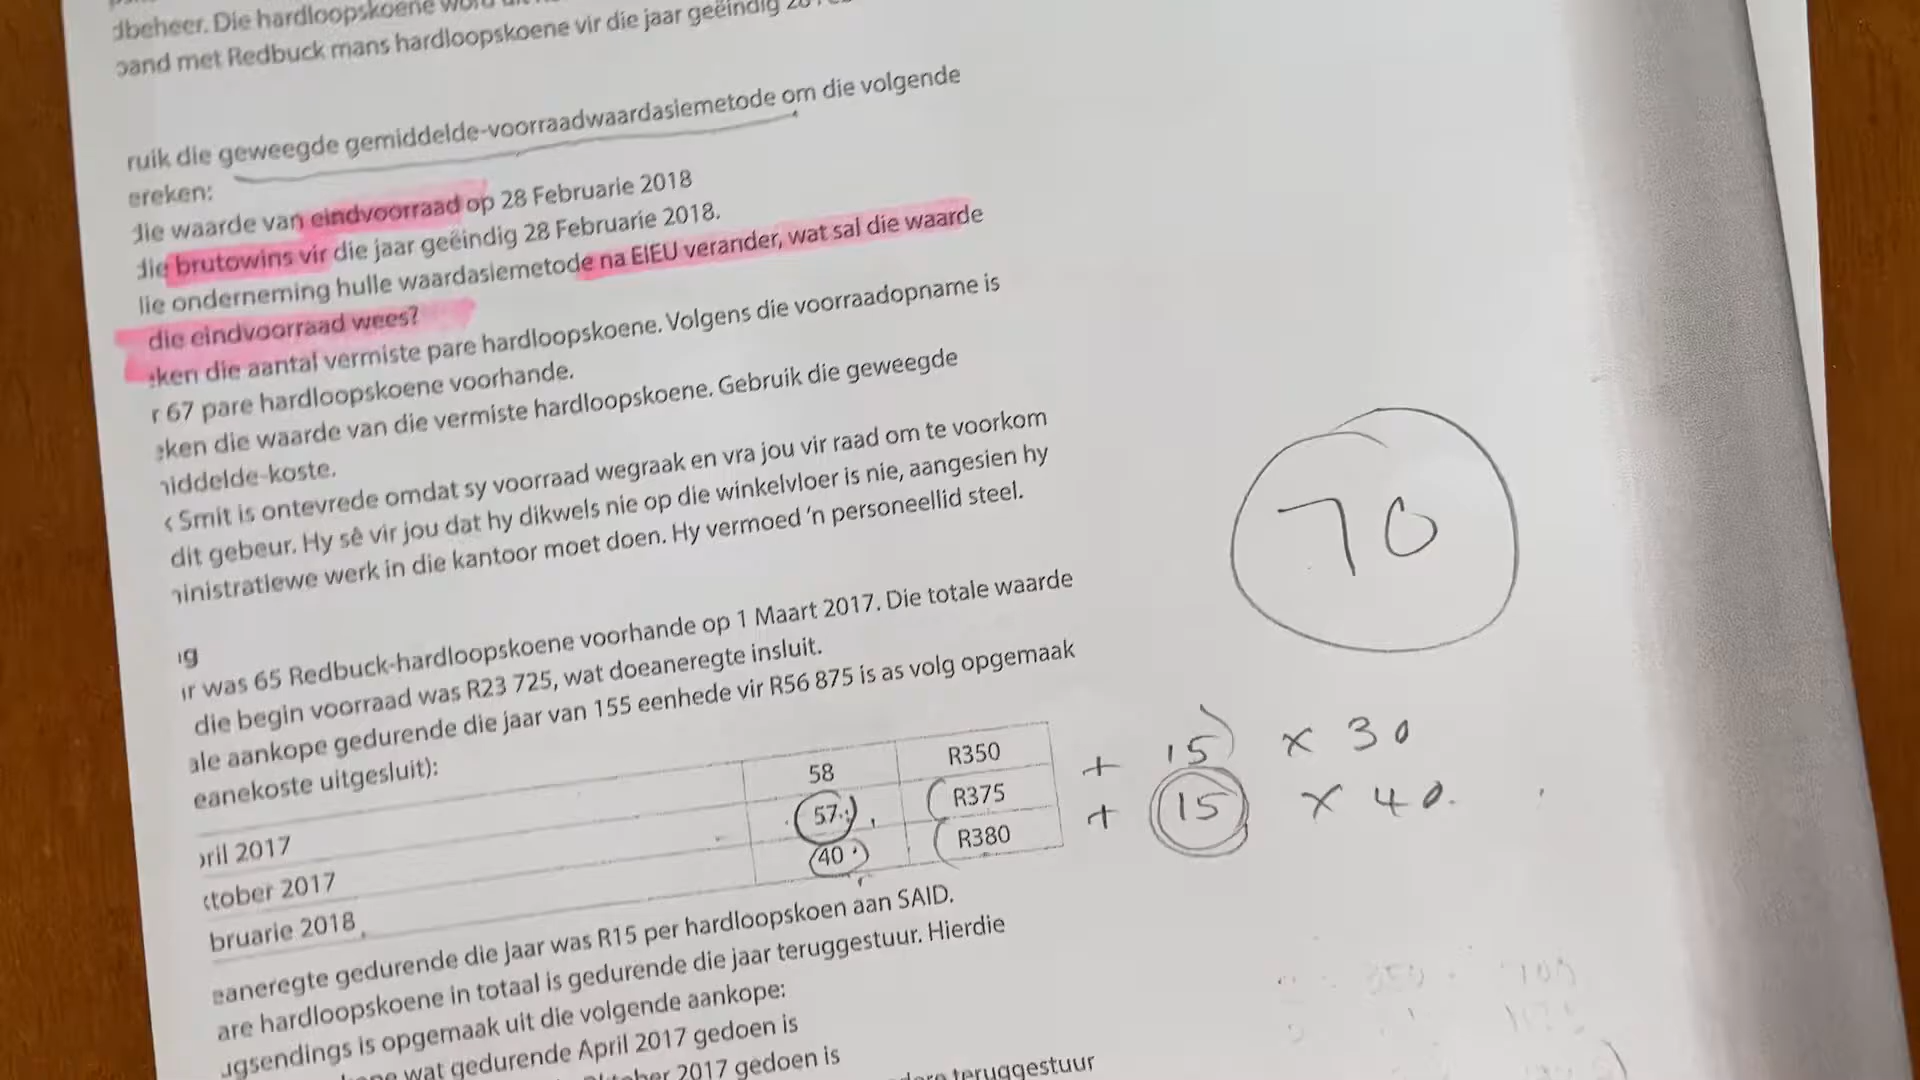 dbeheer. Die hardloopskoene
band met Redbuck mans hardloopskoene vir die jaar geëindig
ruik die geweegde gemiddelde-voorraadwaardasiemetode om die volgende
ereken:
die waarde van eindvoorraad op 28 Februarie 2018
die brutowins vir die jaar geëindig 28 Februarie 2018.
lie onderneming hulle waardasiemetode na EIEU verander, wat sal die waarde
die eindvoorraad wees?
eken die aantal vermiste pare hardloopskoene. Volgens die voorraadopname is
r 67 pare hardloopskoene voorhande.
eken die waarde van die vermiste hardloopskoene. Gebruik die geweegde
niddelde-koste.
k Smit is ontevrede omdat sy voorraad wegraak en vra jou vir raad om te voorkom
dit gebeur. Hy sê vir jou dat hy dikwels nie op die winkelvloer is nie, aangesien hy
ninistratiewe werk in die kantoor moet doen. Hy vermoed 'n personeellid steel.
70
g
ir was 65 Redbuck-hardloopskoene voorhande op 1 Maart 2017. Die totale waarde
die begin voorraad was R23 725, wat doeaneregte insluit.
ale aankope gedurende die jaar van 155 eenhede vir R56 875 is as volg opgemaak
eanekoste uitgesluit):
ril 2017 58 R350 + 15) x 30
tober 2017 57 (R375 + 15 x 40.
bruarie 2018 40 (R380
eaneregte gedurende die jaar was R15 per hardloopskoen aan SAID.
are hardloopskoene in totaal is gedurende die jaar teruggestuur. Hierdie
ugsendings is opgemaak uit die volgende aankope:
wat gedurende April 2017 gedoen is
2017 gedoen is
teruggestuur